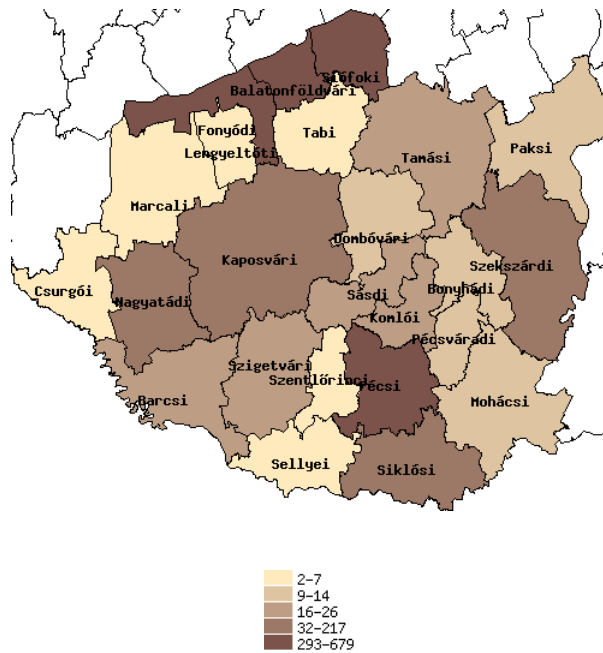 Siófoki
Balatonföldvári
Fonyódi
Tabi
Lengyeltóti
Tamási
Paksi
Marcali
Dombóvári
Kaposvári
Szekszárdi
Csurgói
Nagyatádi
Sásdi
Bonyhádi
Komlói
Pécsváradi
Szigetvári
Szentlőrinci
Pécsi
Barcsi
Mohácsi
Sellyei
Siklósi
2-7
9-14
16-26
32-217
293-679